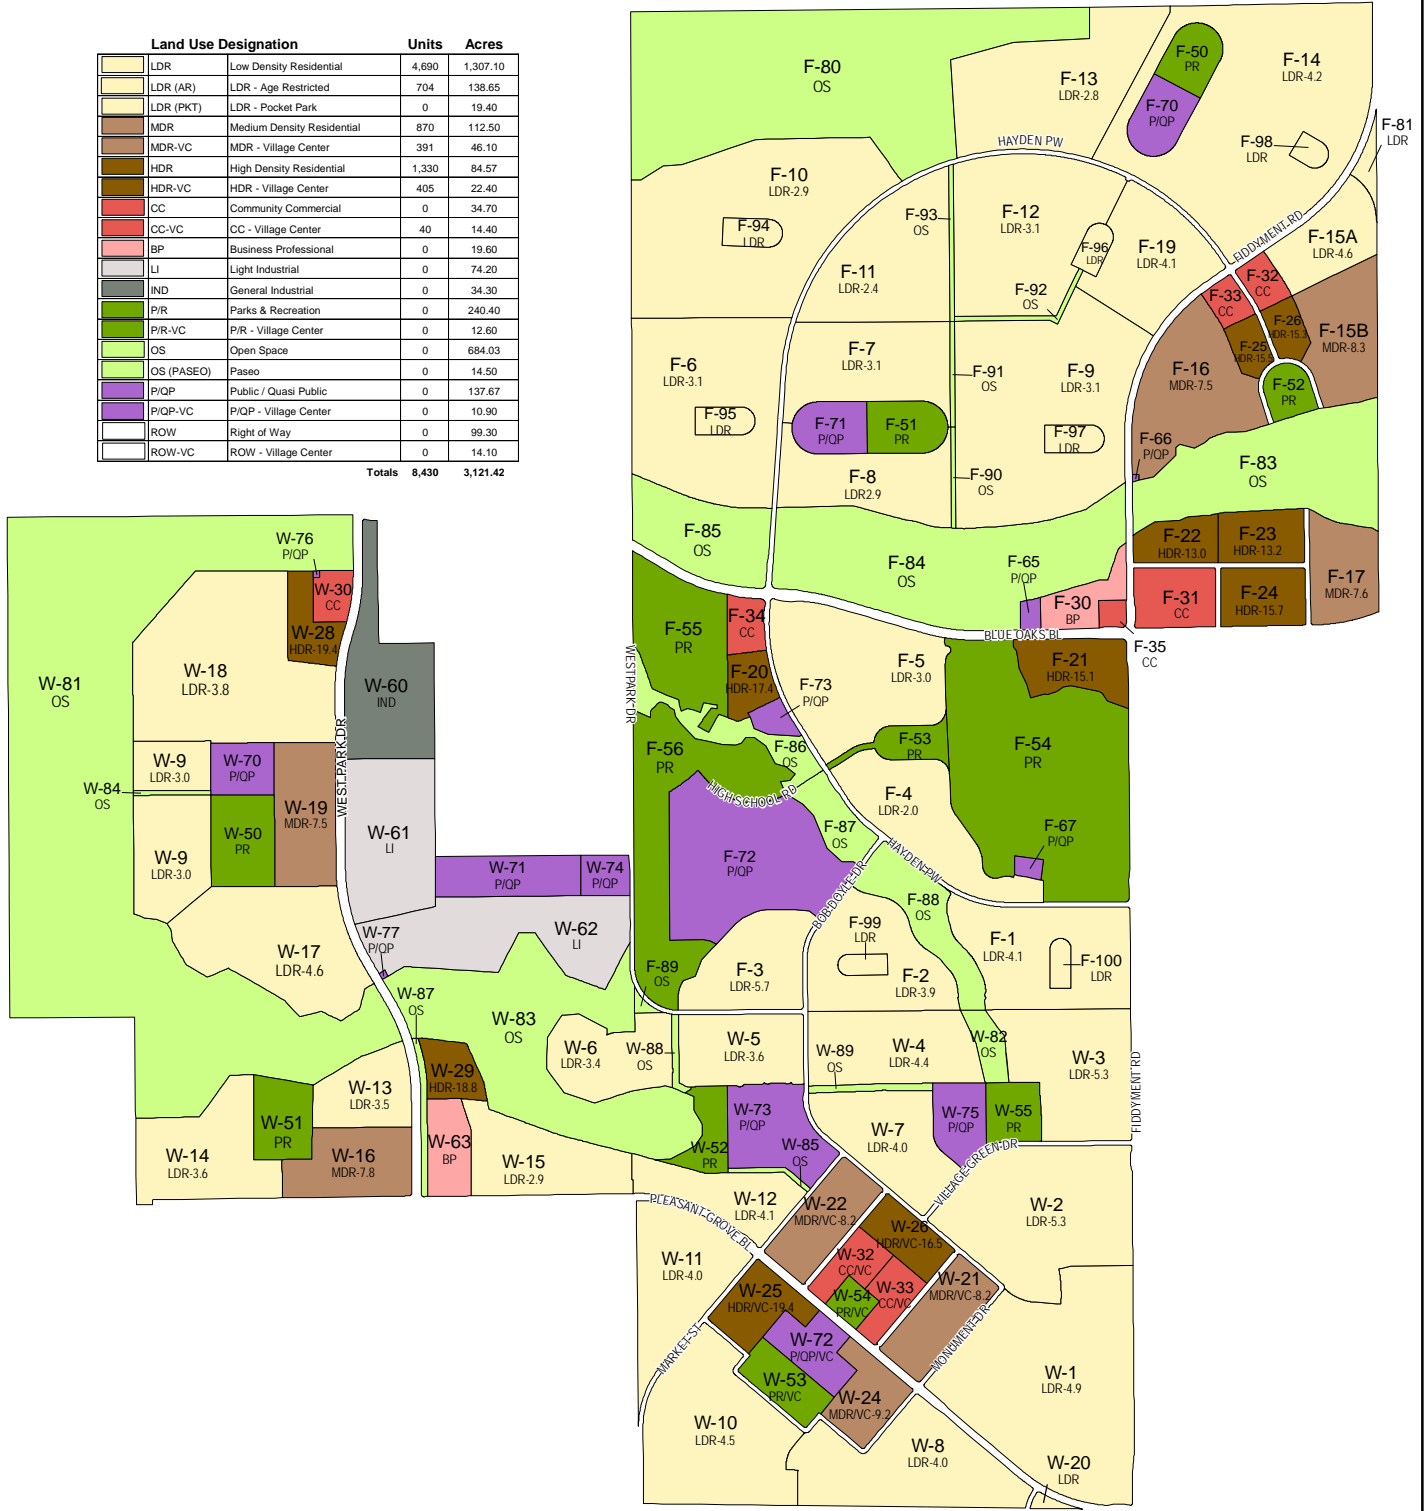 Land Use Designation Units Acres
LDR Low Density Residential 4,690 1,307.10
LDR (AR) LDR - Age Restricted 704 138.65
LDR (PKT) LDR - Pocket Park 0 19.40
MDR Medium Density Residential 870 112.50
MDR-VC MDR - Village Center 391 46.10
HDR High Density Residential 1,330 84.57
HDR-VC HDR - Village Center 405 22.40
CC Community Commercial 0 34.70
CC-VC CC - Village Center 40 14.40
BP Business Professional 0 19.60
LI Light Industrial 0 74.20
IND General Industrial 0 34.30
P/R Parks & Recreation 0 240.40
P/R-VC P/R - Village Center 0 12.60
OS Open Space 0 684.03
OS (PASEO) Paseo 0 14.50
P/QP Public / Quasi Public 0 137.67
P/QP-VC P/QP - Village Center 0 10.90
ROW Right of Way 0 99.30
ROW-VC ROW - Village Center 0 14.10
Totals 8,430 3,121.42
F-80
OS
F-13
LDR-2.8
F-50
PR
F-70
P/QP
F-14
LDR-4.2
F-98
LDR
F-81
LDR
HAYDEN PW
F-10
LDR-2.9
F-94
LDR
F-93
OS
F-12
LDR-3.1
F-96
LDR
F-19
LDR-4.1
FIDDYMENT RD
F-15A
LDR-4.6
F-11
LDR-2.4
F-92
OS
F-33
CC
F-32
CC
F-26
HDR-15.3
F-25
HDR-15.5
F-15B
MDR-8.3
F-6
LDR-3.1
F-7
LDR-3.1
F-91
OS
F-9
LDR-3.1
F-16
MDR-7.5
F-52
PR
F-95
LDR
F-71
P/QP
F-51
PR
F-97
LDR
F-66
P/QP
F-83
OS
F-8
LDR2.9
F-90
OS
F-85
OS
F-84
OS
F-65
P/QP
F-22
HDR-13.0
F-23
HDR-13.2
F-17
MDR-7.6
F-30
BP
F-31
CC
F-24
HDR-15.7
BLUE OAKS BL
F-35
CC
F-55
PR
F-34
CC
F-20
HDR-17.4
F-5
LDR-3.0
F-21
HDR-15.1
WESTPARK DR
F-73
P/QP
F-56
PR
F-86
OS
F-53
PR
F-54
PR
HIGH SCHOOL RD
F-4
LDR-2.0
F-87
OS
F-67
P/QP
F-72
P/QP
HAYDEN PW
BOB DOYLE DR
F-88
OS
F-99
LDR
F-1
LDR-4.1
F-100
LDR
F-89
OS
F-3
LDR-5.7
F-2
LDR-3.9
W-76
P/QP
W-30
CC
W-28
HDR-19.4
W-18
LDR-3.8
W-81
OS
W-60
IND
WEST PARK DR
W-9
LDR-3.0
W-70
P/QP
W-84
OS
W-19
MDR-7.5
W-50
PR
W-61
LI
W-9
LDR-3.0
W-71
P/QP
W-74
P/QP
W-17
LDR-4.6
W-77
P/QP
W-62
LI
W-87
OS
W-83
OS
W-6
LDR-3.4
W-88
OS
W-5
LDR-3.6
W-89
OS
W-4
LDR-4.4
W-82
OS
W-3
LDR-5.3
FIDDYMENT RD
W-29
HDR-18.8
W-13
LDR-3.5
W-51
PR
W-63
BP
W-14
LDR-3.6
W-16
MDR-7.8
W-15
LDR-2.9
W-52
PR
W-73
P/QP
W-85
OS
W-7
LDR-4.0
W-75
P/QP
W-55
PR
VILLAGE GREEN DR
W-12
LDR-4.1
PLEASANT GROVE BL
W-22
MDR/VC-8.2
W-26
HDR/VC-16.5
W-2
LDR-5.3
W-11
LDR-4.0
W-32
CC/VC
W-33
CC/VC
W-54
PR/VC
W-21
MDR/VC-8.2
W-25
HDR/VC-19.4
MARKET ST
W-72
P/QP/VC
MONUMENT DR
W-53
PR/VC
W-24
MDR/VC-9.2
W-1
LDR-4.9
W-10
LDR-4.5
W-8
LDR-4.0
W-20
LDR